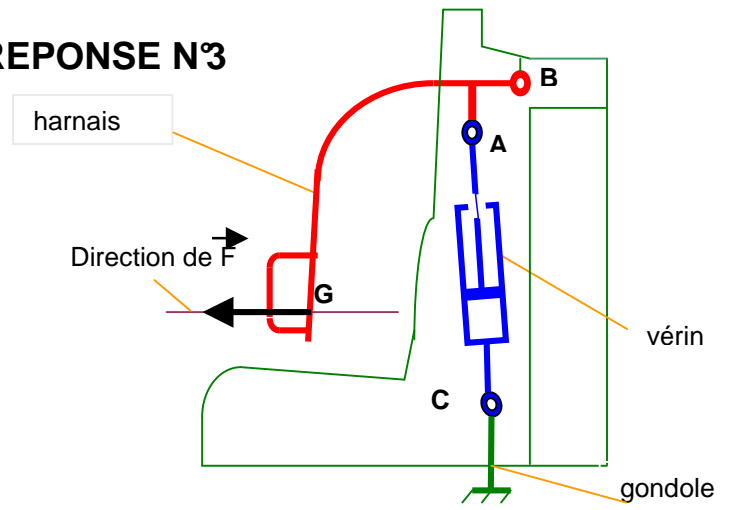 REPONSE N°3
harnais
B
A
Direction de F
G
vérin
C
gondole